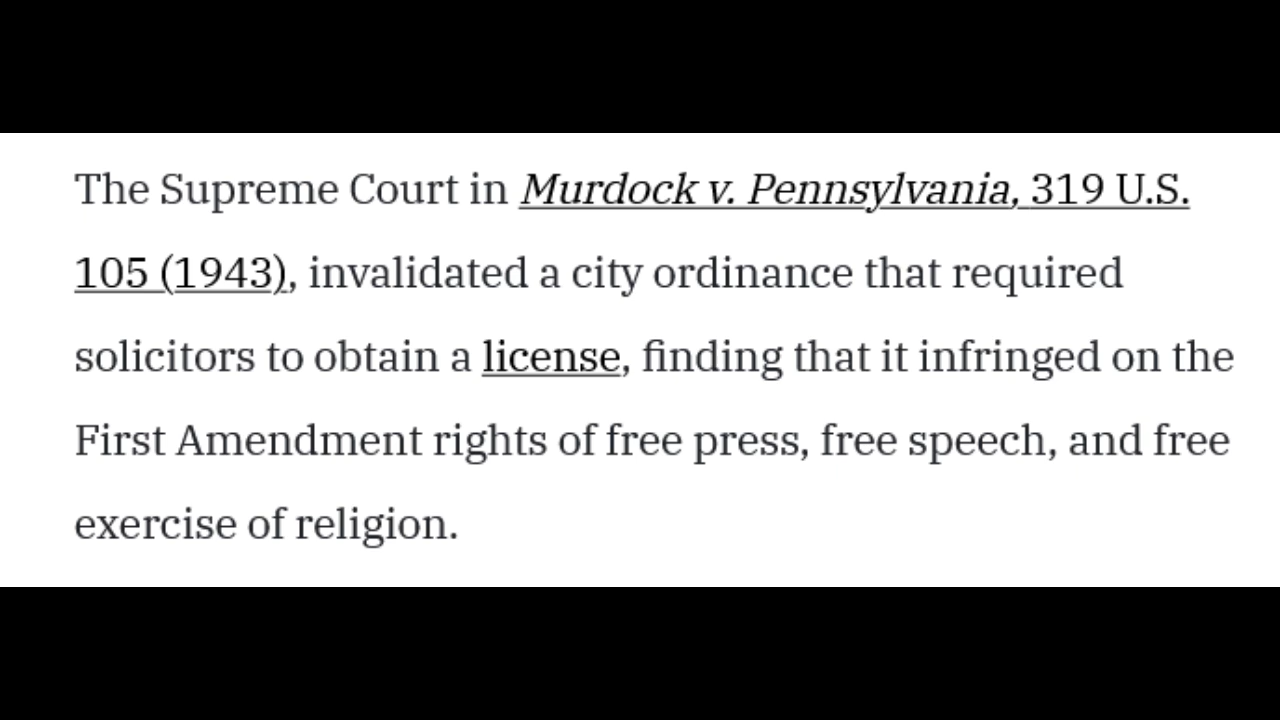 The Supreme Court in Murdock v. Pennsylvania, 319 U.S.
105 (1943), invalidated a city ordinance that required
solicitors to obtain a license, finding that it infringed on the
First Amendment rights of free press, free speech, and free
exercise of religion.